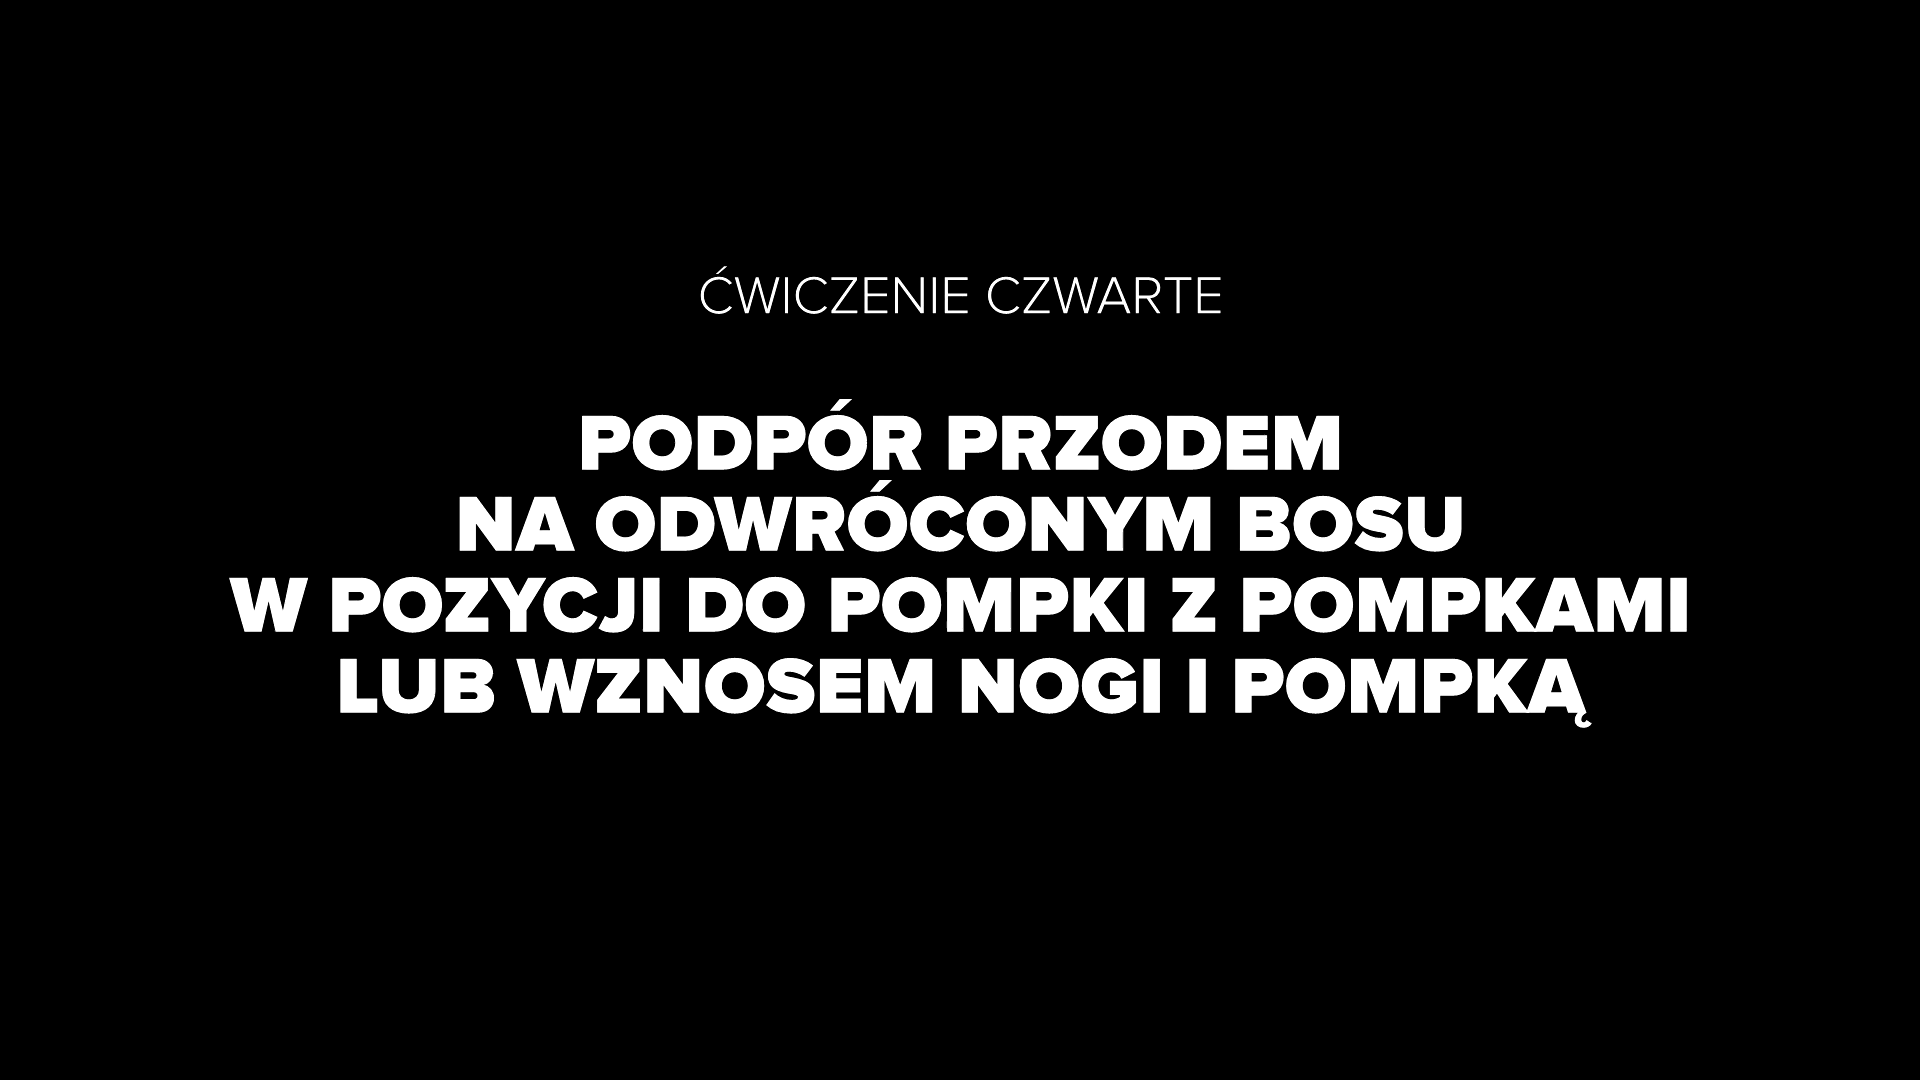 ĆWICZENIE CZWARTE
PODPÓR PRZODEM
NA ODWRÓCONYM BOSU
W POZYCJI DO POMPKI Z POMPKAMI
LUB WZNOSEM NOGI I POMPKĄ